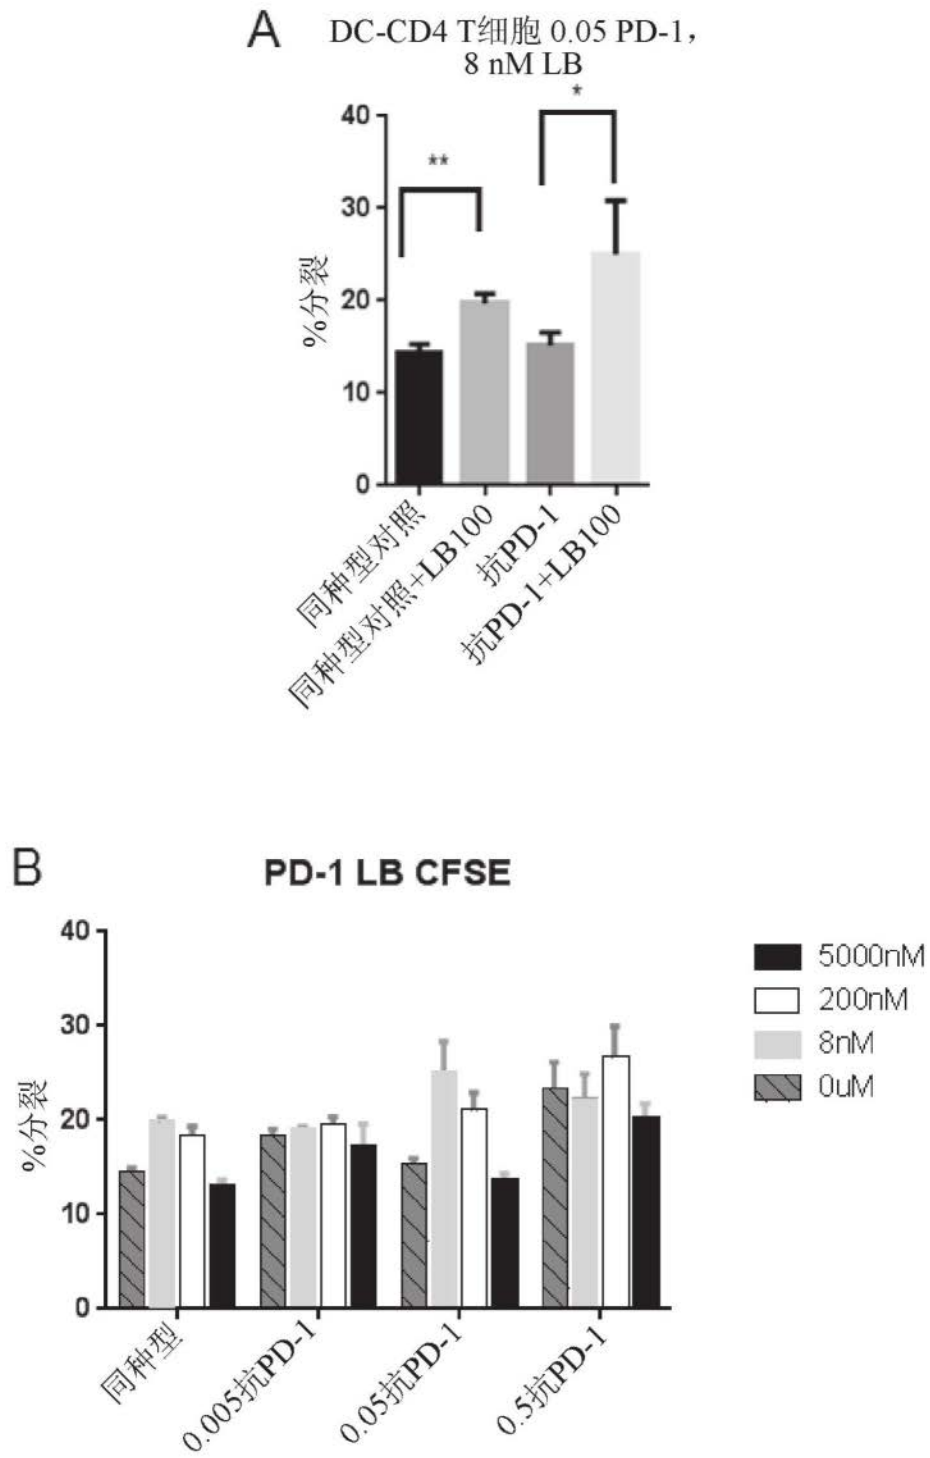 A
DC-CD4 T细胞 0.05 PD-1，
8 nM LB
*
**
40
30
20
10
0
%分裂
同种型对照
同种型对照+LB100
抗PD-1
抗PD-1+LB100
B
PD-1 LB CFSE
40
30
20
10
0
%分裂
5000nM
200nM
8nM
0uM
同种型
0.005抗PD-1
0.05抗PD-1
0.5抗PD-1